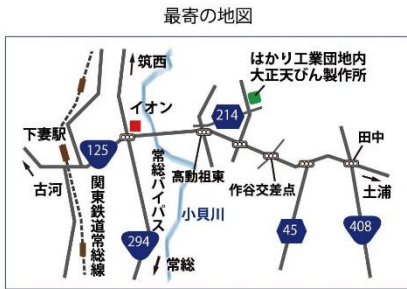 最寄の地図
筑西
はかり工業団地内
大正天びん製作所
イオン
214
下妻駅
125
田中
高動祖東
作谷交差点
古河
土浦
関東鉄道常総線
常総バイパス
小貝川
294
常総
45
408